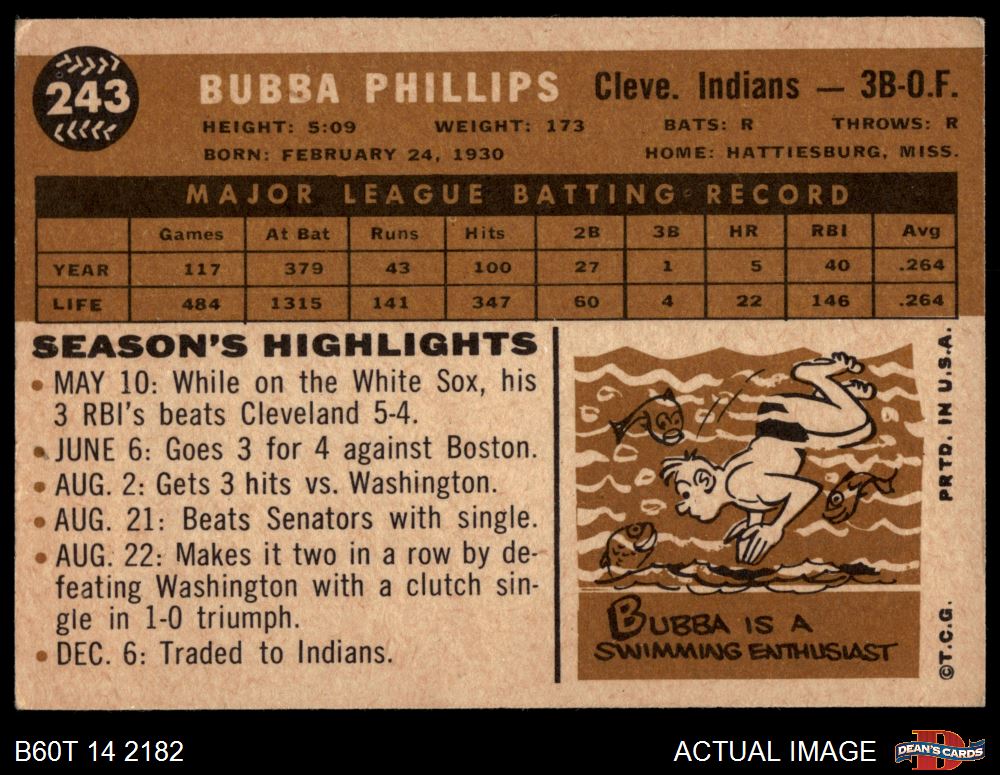 243
BUBBA PHILLIPS Cleve. Indians — 3B-O.F.
HEIGHT: 5:09 WEIGHT: 173 BATS: R THROWS: R
BORN: FEBRUARY 24, 1930 HOME: HATTIESBURG, MISS.
MAJOR LEAGUE BATTING RECORD
Games At Bat Runs Hits 2B 3B HR RBI Avg
YEAR 117 379 43 100 27 1 5 40 .264
LIFE 484 1315 141 347 60 4 22 146 .264
SEASON'S HIGHLIGHTS
• MAY 10: While on the White Sox, his
3 RBI's beats Cleveland 5-4.
• JUNE 6: Goes 3 for 4 against Boston.
• AUG. 2: Gets 3 hits vs. Washington.
• AUG. 21: Beats Senators with single.
• AUG. 22: Makes it two in a row by de-
feating Washington with a clutch sin-
gle in 1-0 triumph.
• DEC. 6: Traded to Indians.
BUBBA IS A
SWIMMING ENTHUSIAST
©T.C.G. PRTD. IN U.S.A.
B60T 14 2182
ACTUAL IMAGE
D
DEAN'S CARDS